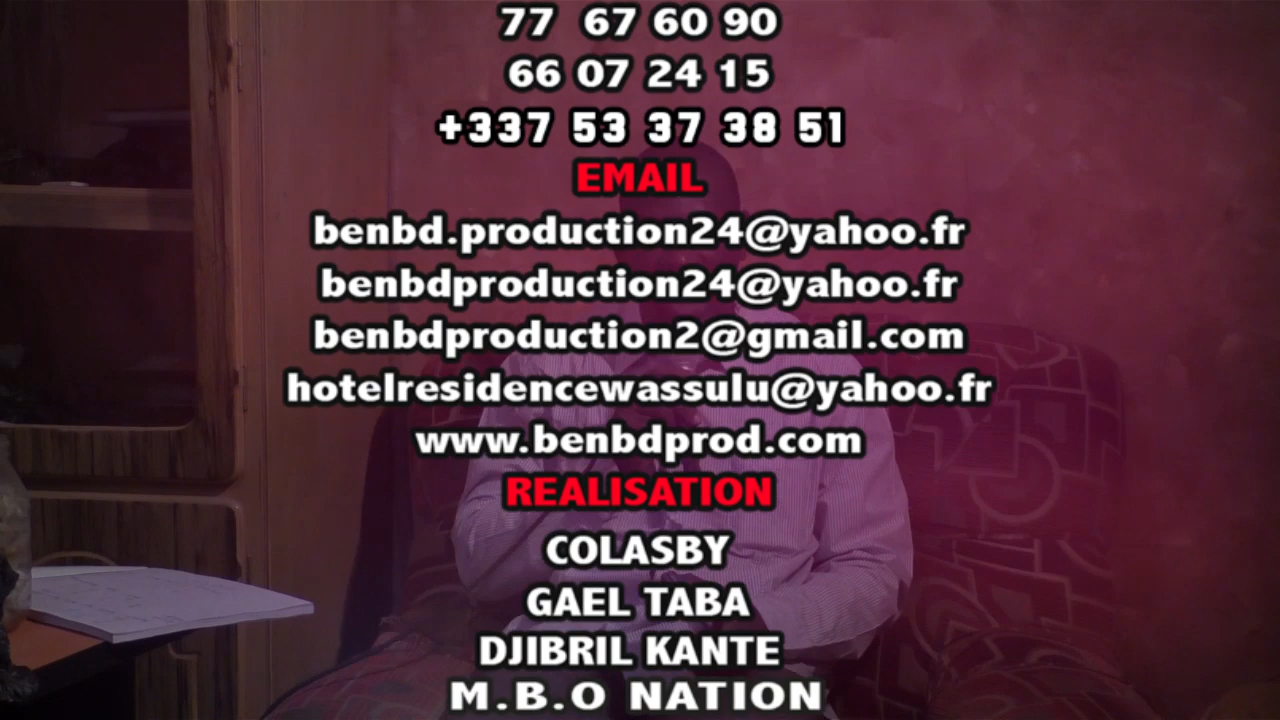 77 67 60 90
66 07 24 15
+337 53 37 38 51
EMAIL
benbd.production24@yahoo.fr
benbdproduction24@yahoo.fr
benbdproduction2@gmail.com
hotelresidencewassulu@yahoo.fr
www.benbdprod.com
REALISATION
COLASBY
GAEL TABA
DJIBRIL KANTE
M.B.O NATION